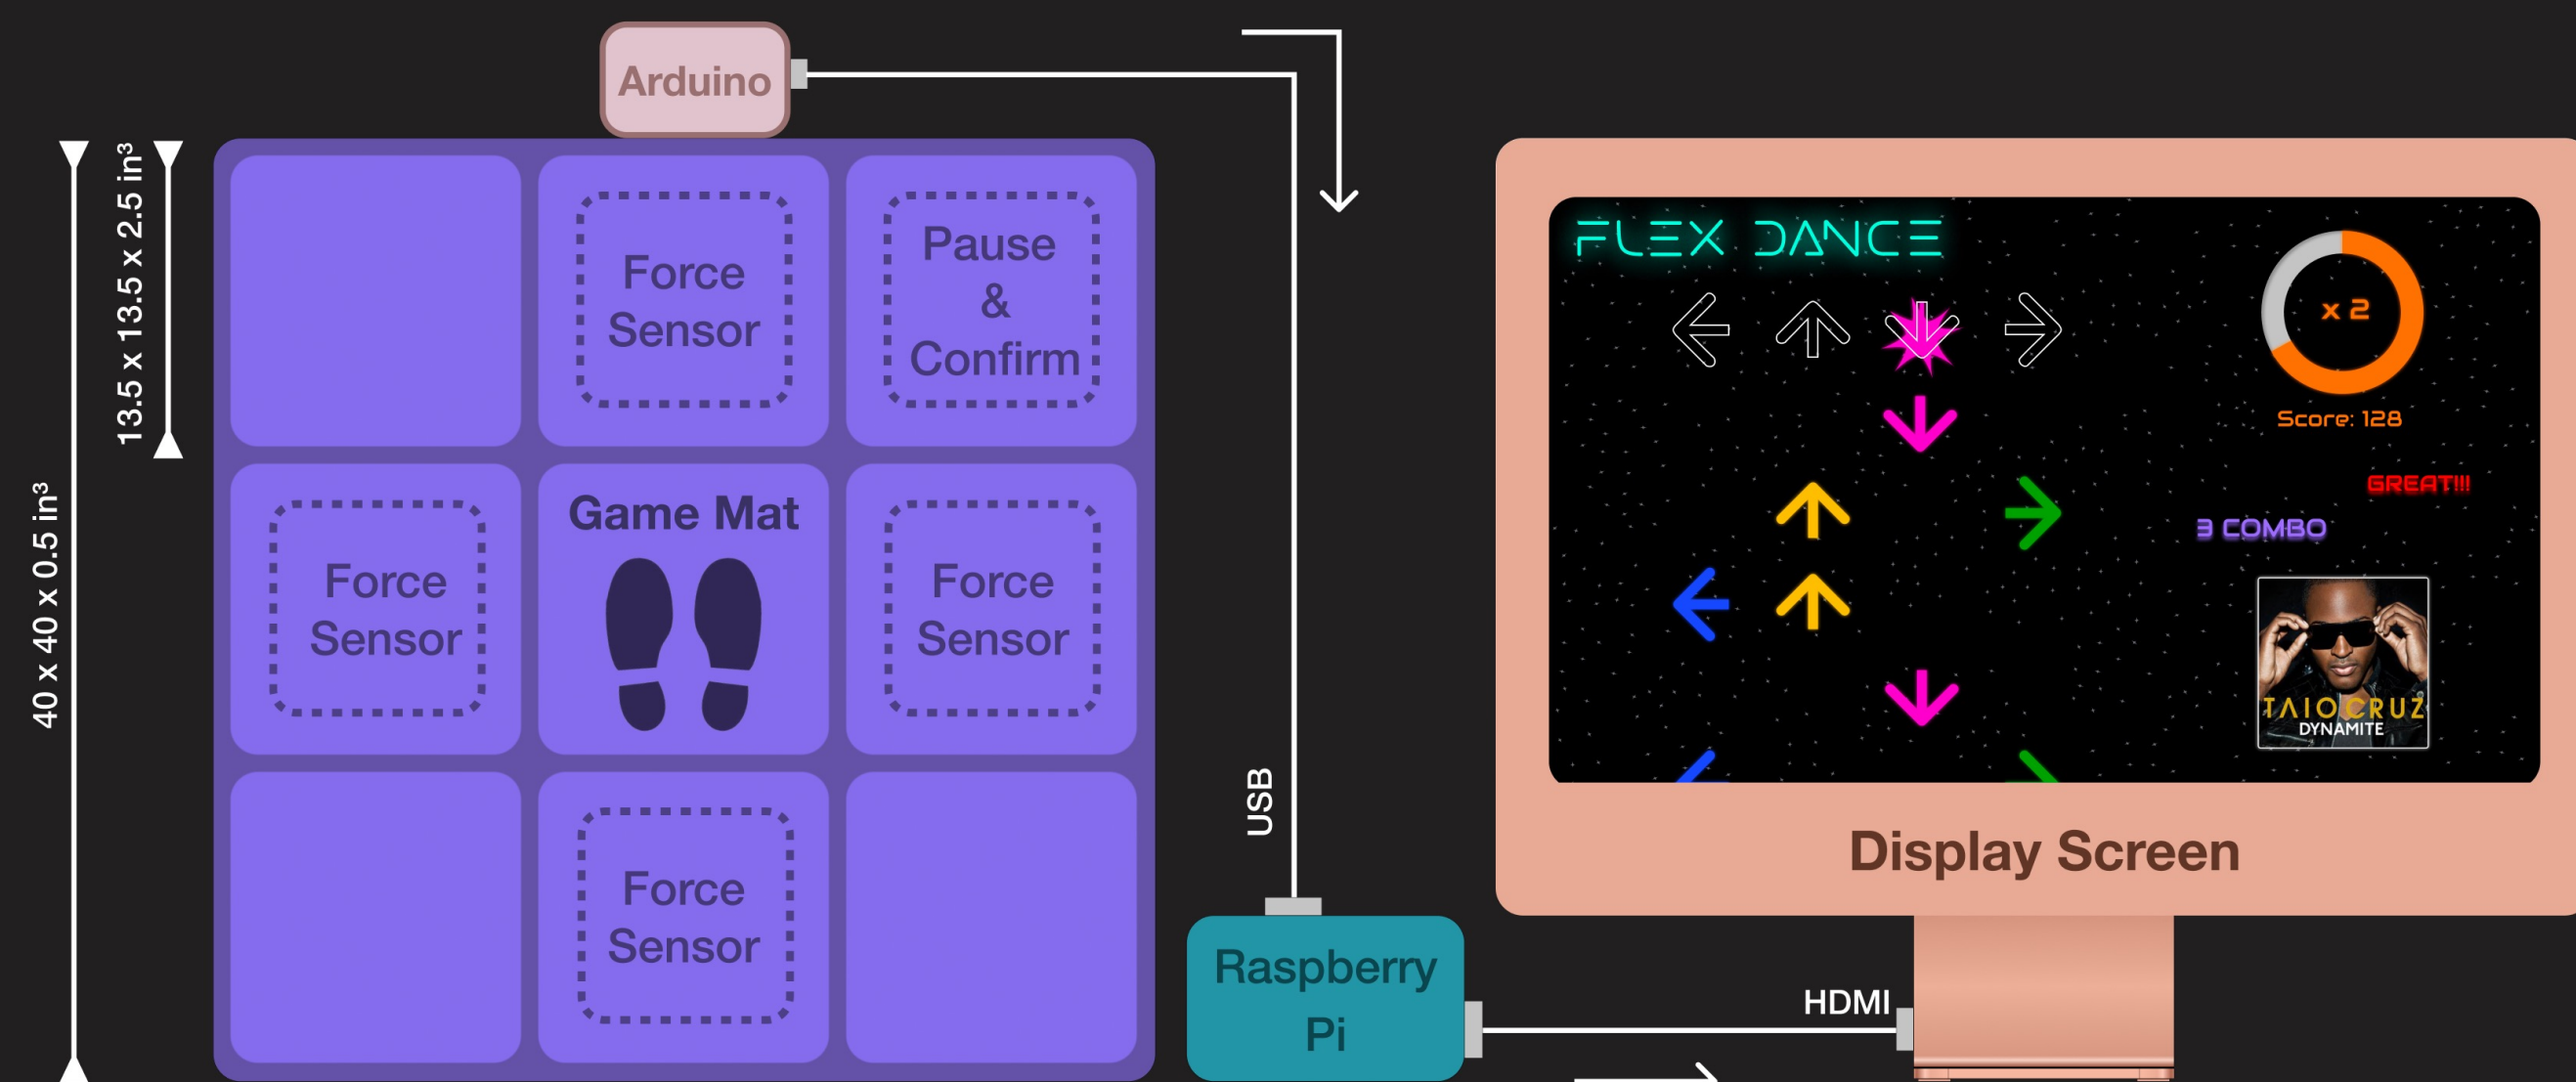 Arduino
13.5 x 13.5 x 2.5 in³
40 x 40 x 0.5 in³
Force
Sensor
Pause
&
Confirm
Force
Sensor
Game Mat
Force
Sensor
Force
Sensor
USB
Raspberry
Pi
HDMI
FLEX DANCE
x 2
Score: 128
GREAT!!!
3 COMBO
TAIO CRUZ
DYNAMITE
Display Screen